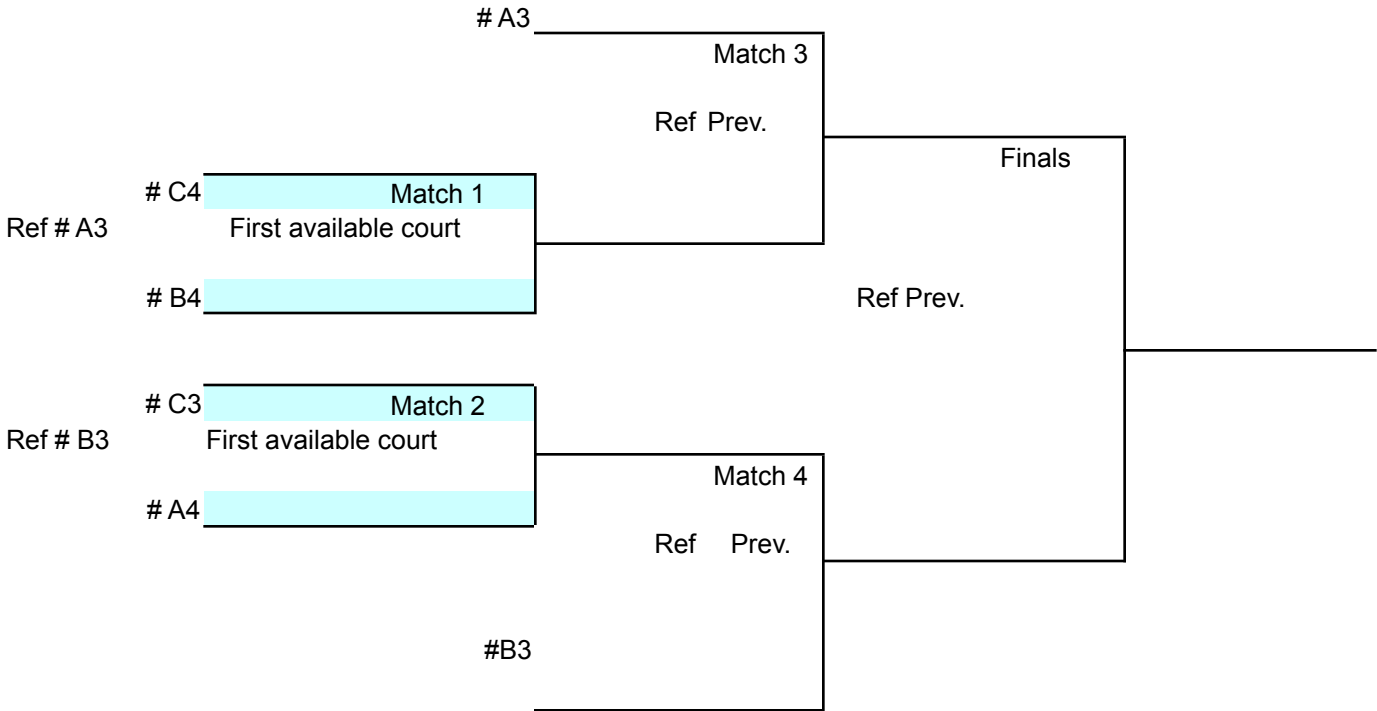 # A3
Match 3
Ref Prev.
Finals
# C4
Match 1
Ref # A3
First available court
# B4
Ref Prev.
# C3
Match 2
Ref # B3
First available court
Match 4
# A4
Ref Prev.
#B3